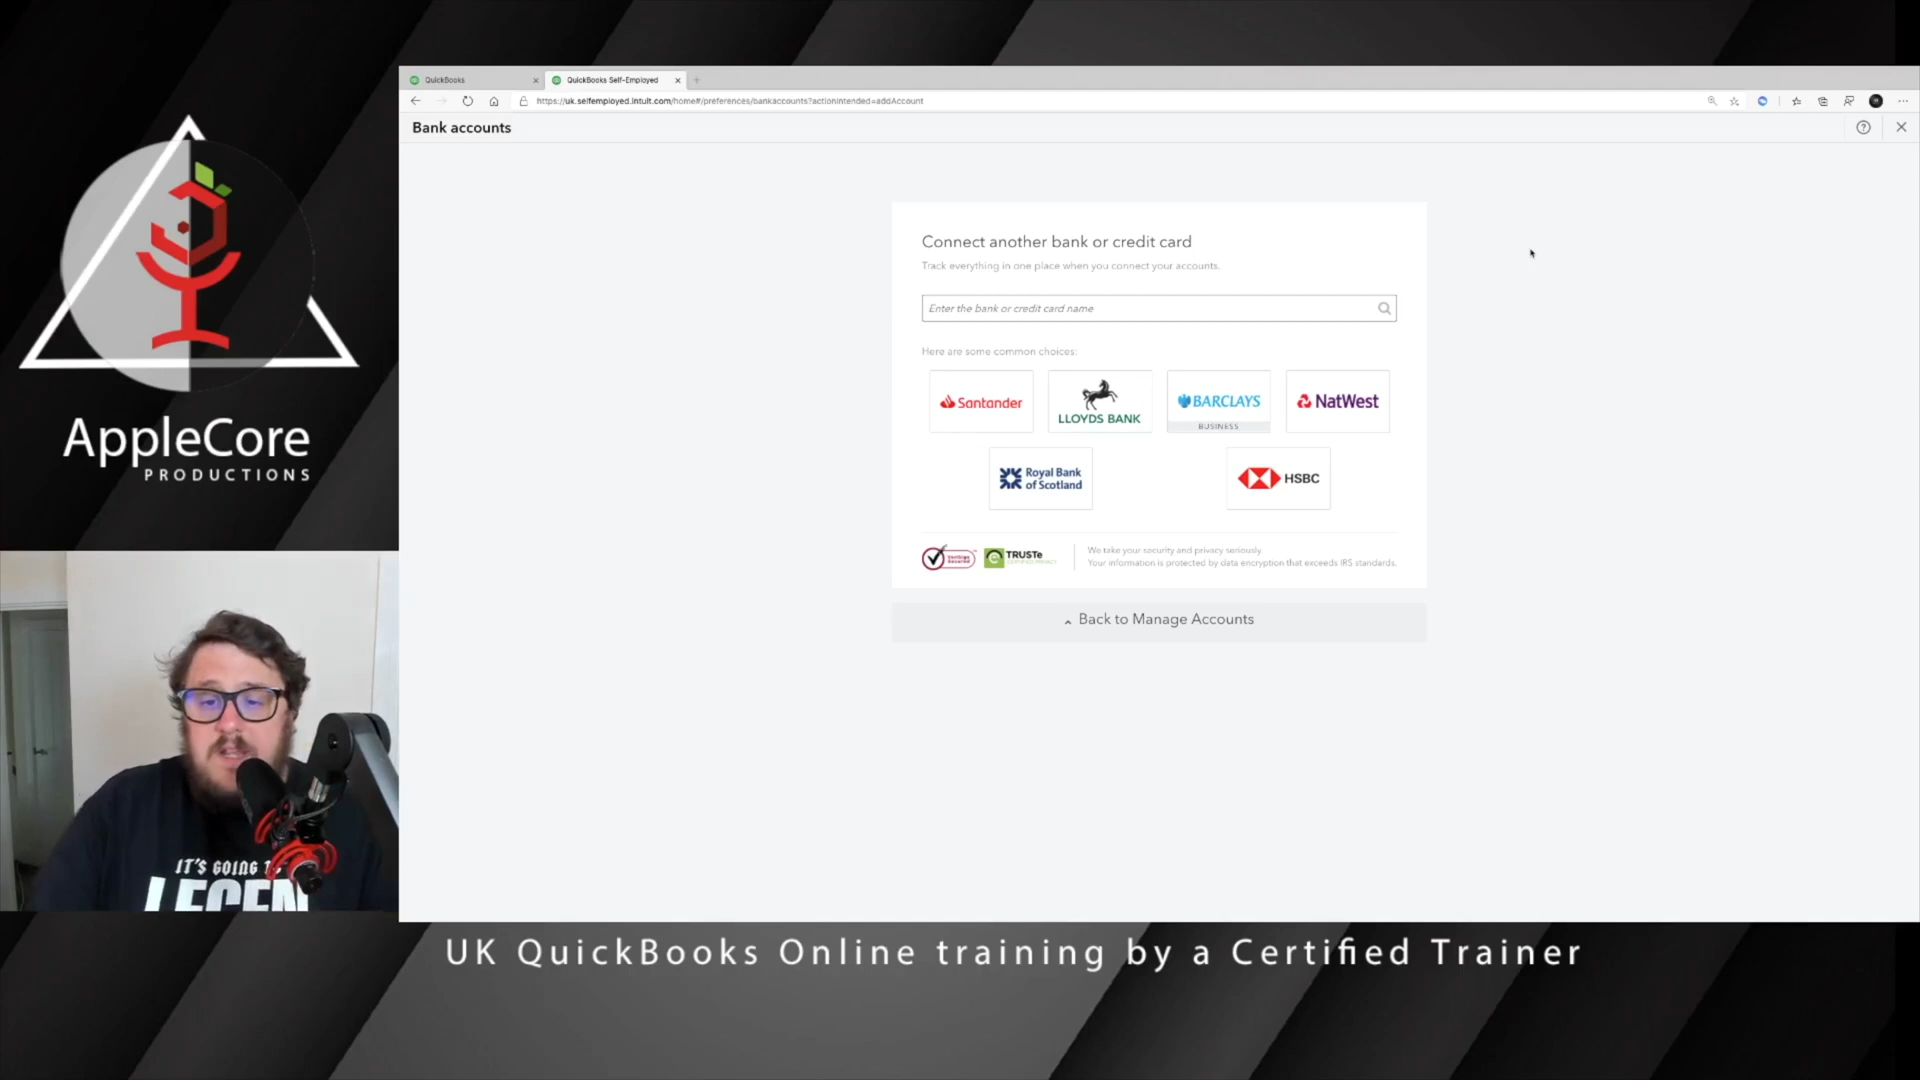 QuickBooks
QuickBooks Self-Employed
https://uk.selfemployed.intuit.com/home#/preferences/bankaccounts?actionIntended=addAccount
Bank accounts
Connect another bank or credit card
Track everything in one place when you connect your accounts.
Enter the bank or credit card name
Here are some common choices:
Santander
LLOYDS BANK
BARCLAYS
BUSINESS
NatWest
Royal Bank
of Scotland
HSBC
TRUSTe
CERTIFIED PRIVACY
We take your security and privacy seriously.
Your information is protected by data encryption that exceeds IRS standards.
Back to Manage Accounts
AppleCore
PRODUCTIONS
IT'S GOING T
LEGEN
UK QuickBooks Online training by a Certified Trainer